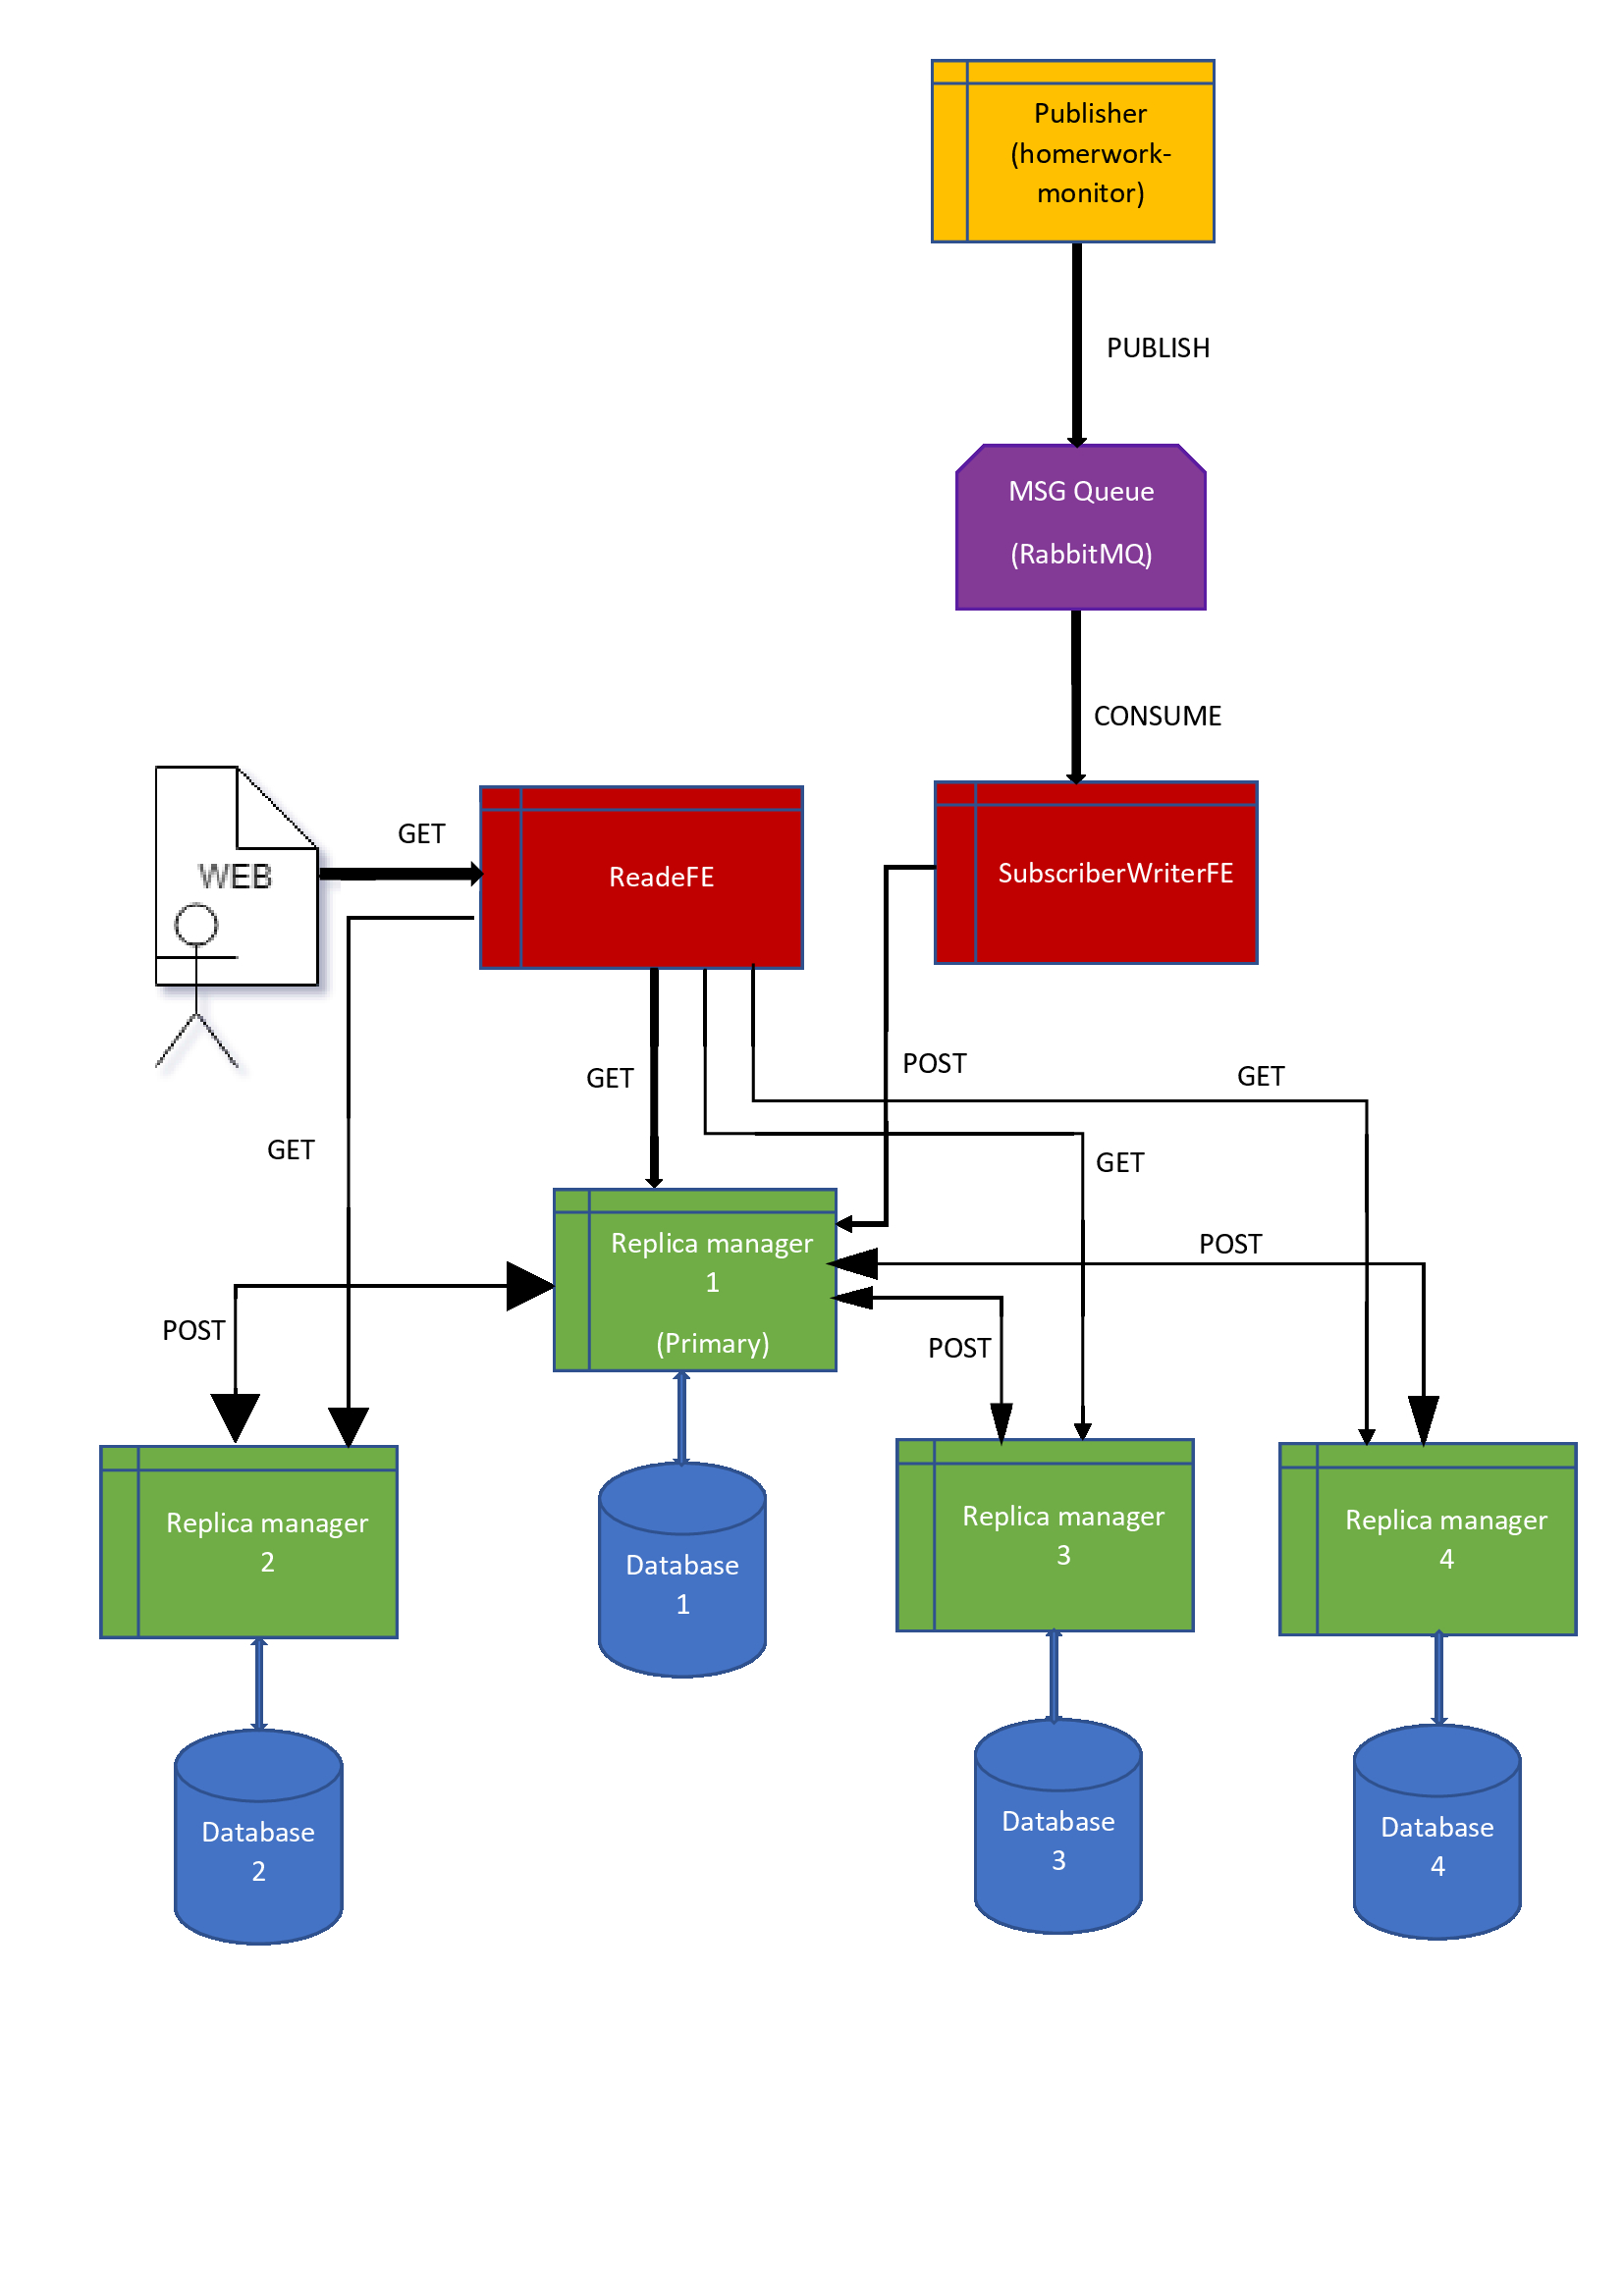 Publisher
(homerwork-
monitor)
PUBLISH
MSG Queue
(RabbitMQ)
CONSUME
GET
WEB
ReadeFE
SubscriberWriterFE
GET
POST
GET
GET
GET
Replica manager
1
(Primary)
POST
POST
POST
Replica manager
2
Replica manager
3
Replica manager
4
Database
1
Database
2
Database
3
Database
4